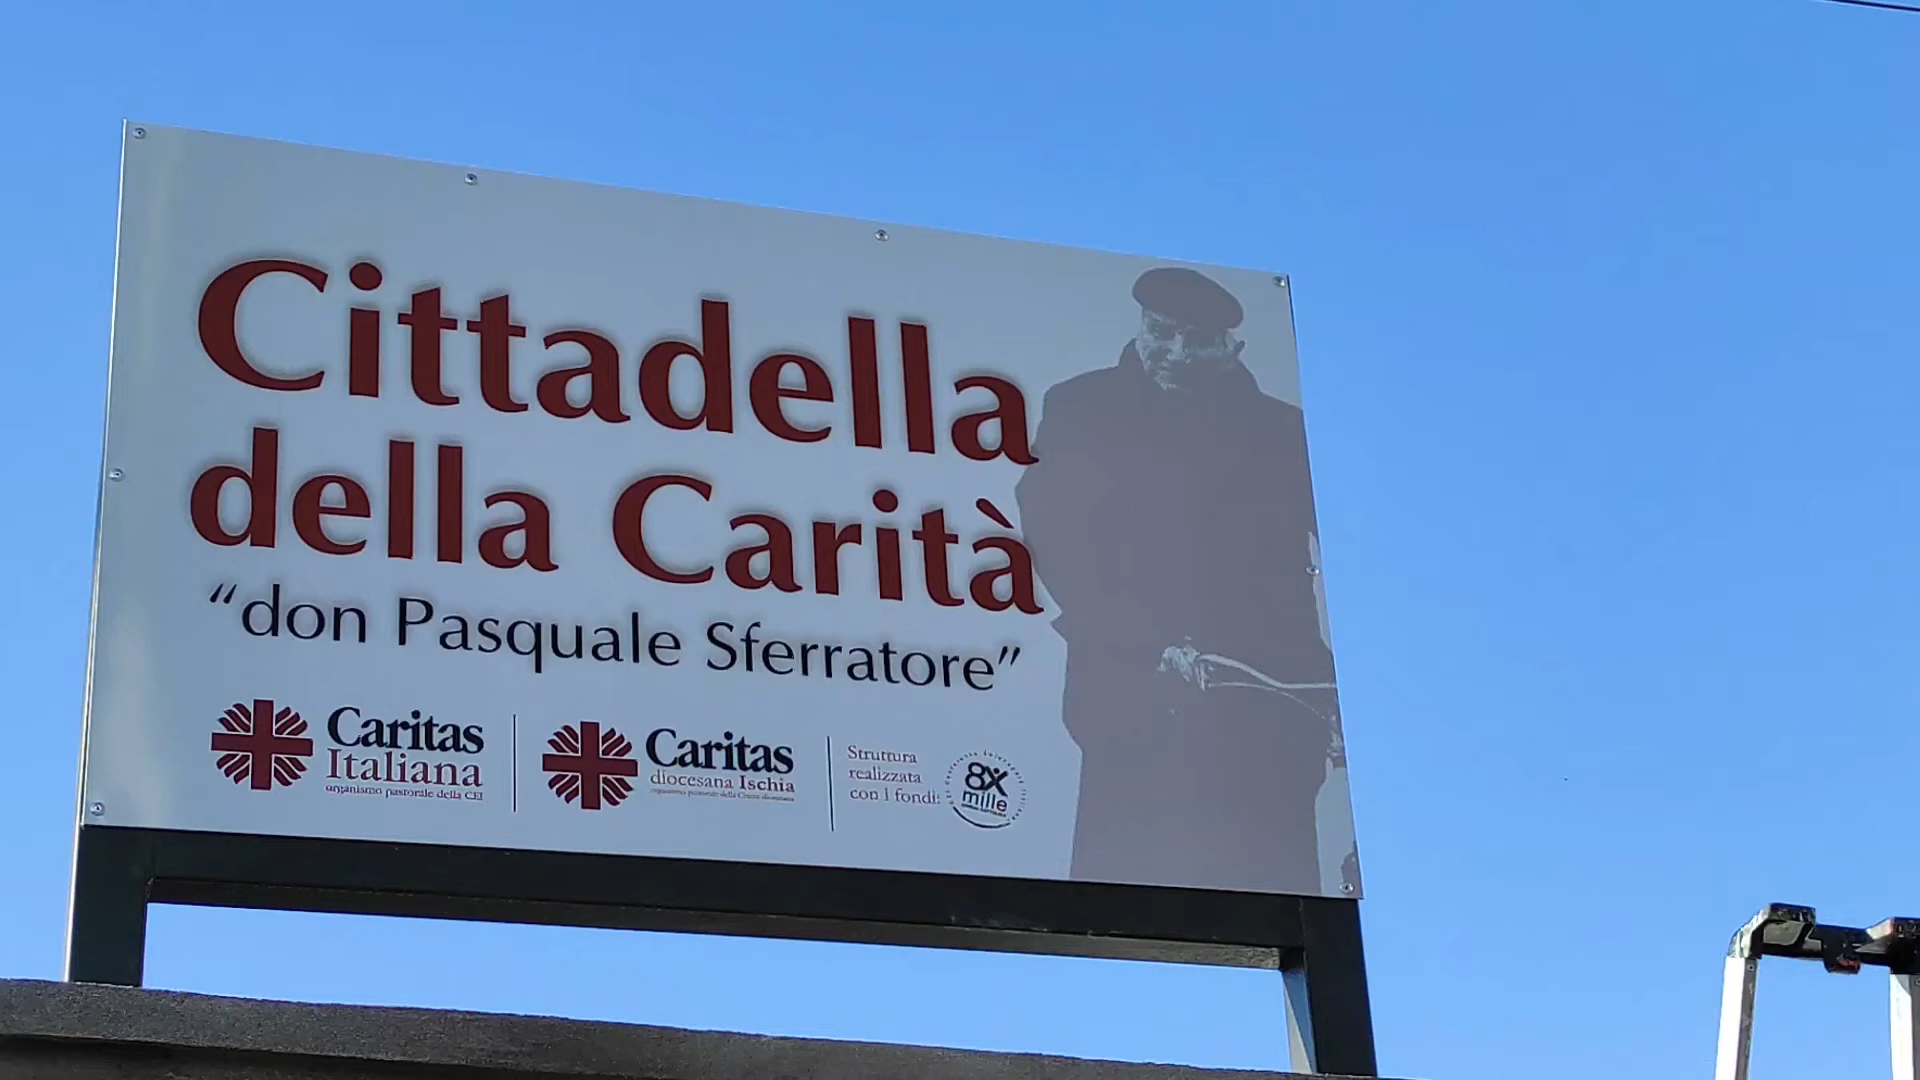 Cittadella
della Carità
“don Pasquale Sferratore”
Caritas
Italiana
organismo pastorale della CEI
Caritas
diocesana Ischia
Struttura
realizzata
con i fondi:
8x
mille